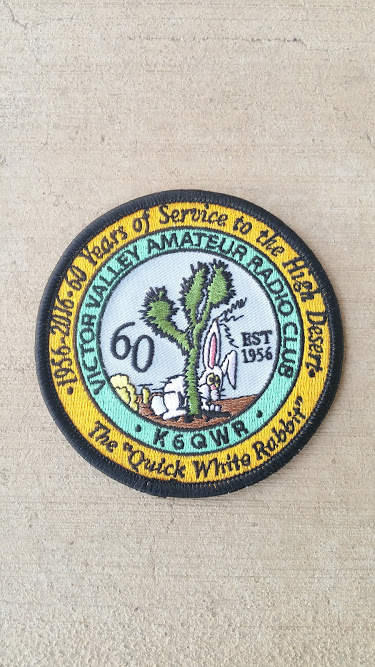 •1956-2016•60 Years of Service to the High Desert•
VICTOR VALLEY AMATEUR RADIO CLUB
60
EST
1956
• K6QWR •
The "Quick White Rabbit"